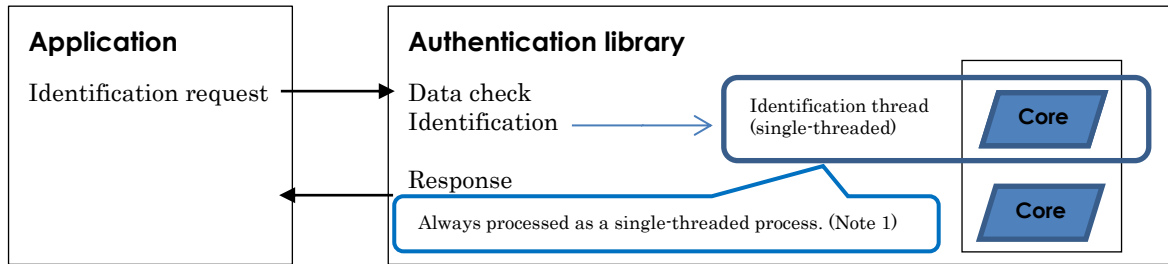 Application
Identification request
Authentication library
Data check
Identification
Identification thread
(single-threaded)
Core
Response
Always processed as a single-threaded process. (Note 1)
Core